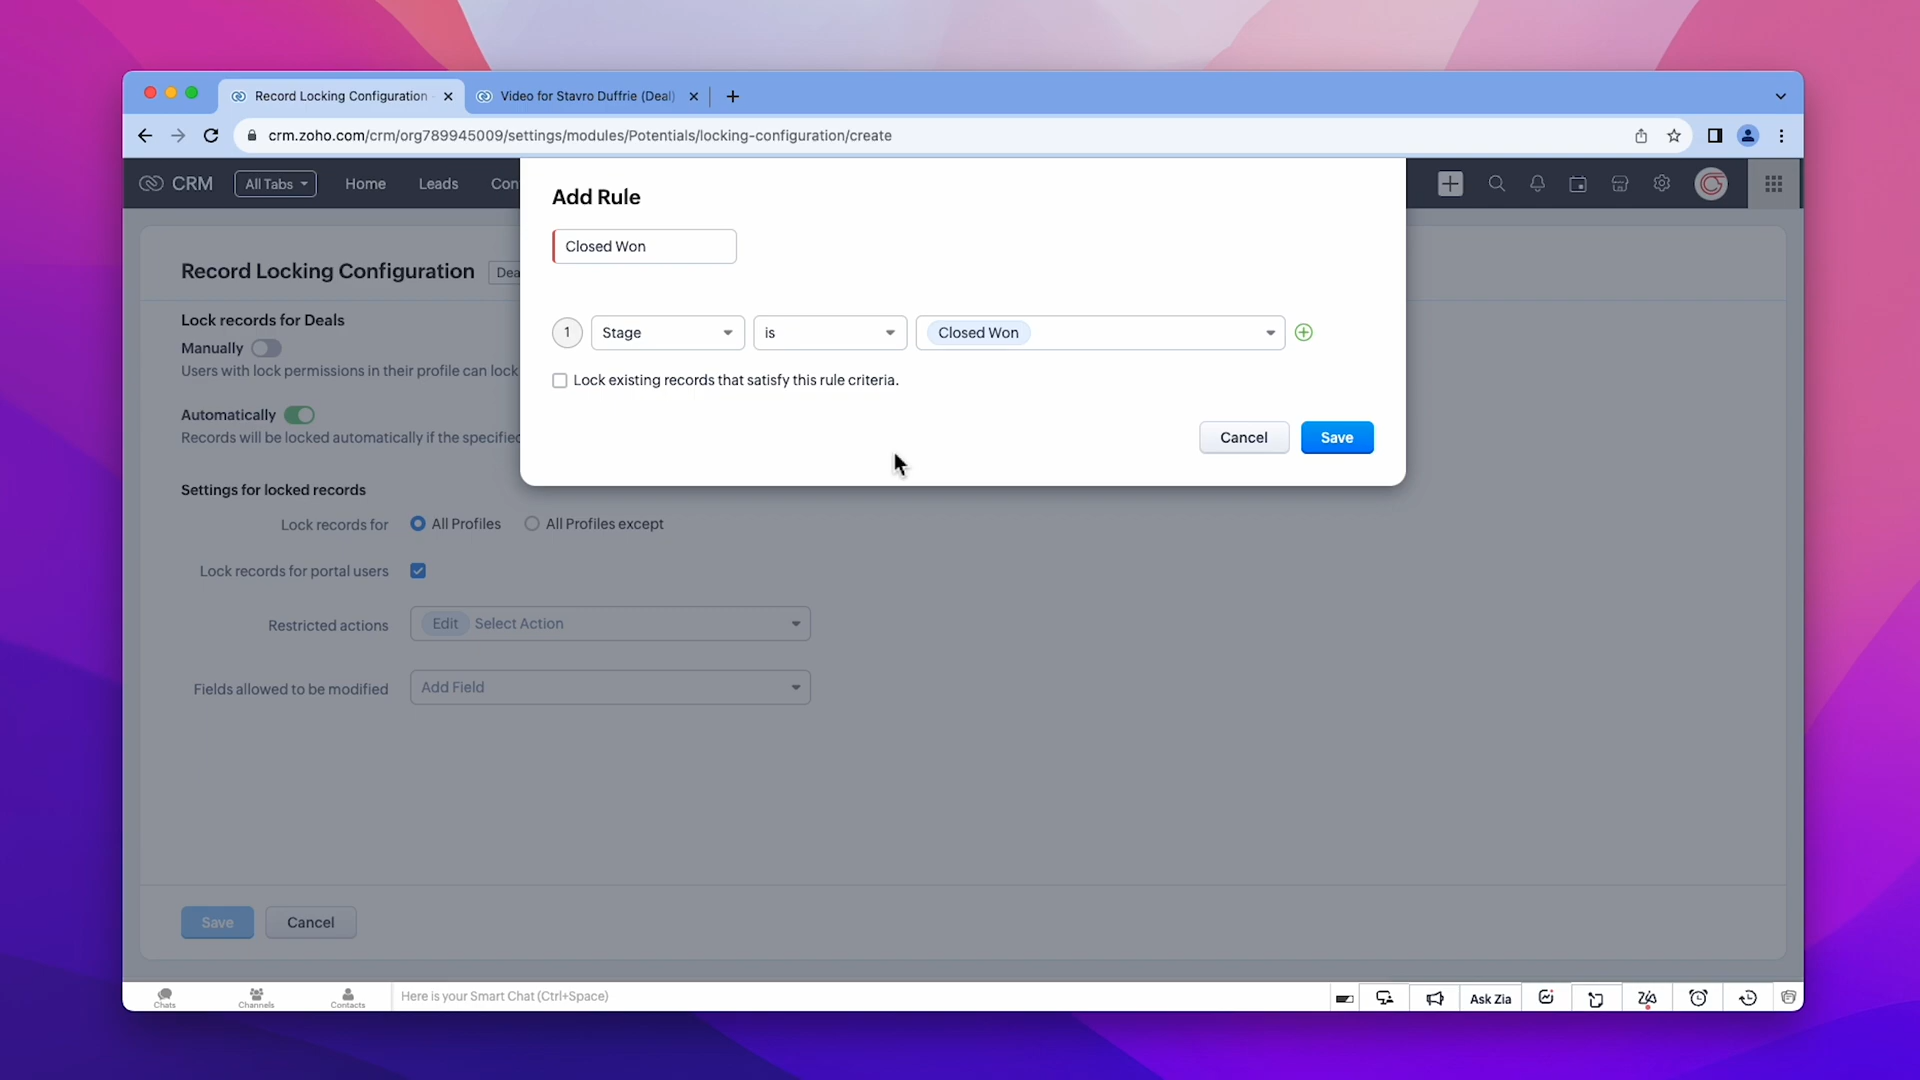 Record Locking Configuration
Video for Stavro Duffrie (Deal)
crm.zoho.com/crm/org789945009/settings/modules/Potentials/locking-configuration/create
CRM
All Tabs
Home
Leads
Con
Add Rule
Closed Won
1
Stage
is
Closed Won
Lock existing records that satisfy this rule criteria.
Cancel
Save
Record Locking Configuration
Dea
Lock records for Deals
Manually
Users with lock permissions in their profile can lock
Automatically
Records will be locked automatically if the specified
Settings for locked records
Lock records for
All Profiles
All Profiles except
Lock records for portal users
Restricted actions
Edit
Select Action
Fields allowed to be modified
Add Field
Save
Cancel
Chats
Channels
Contacts
Here is your Smart Chat (Ctrl+Space)
Ask Zia